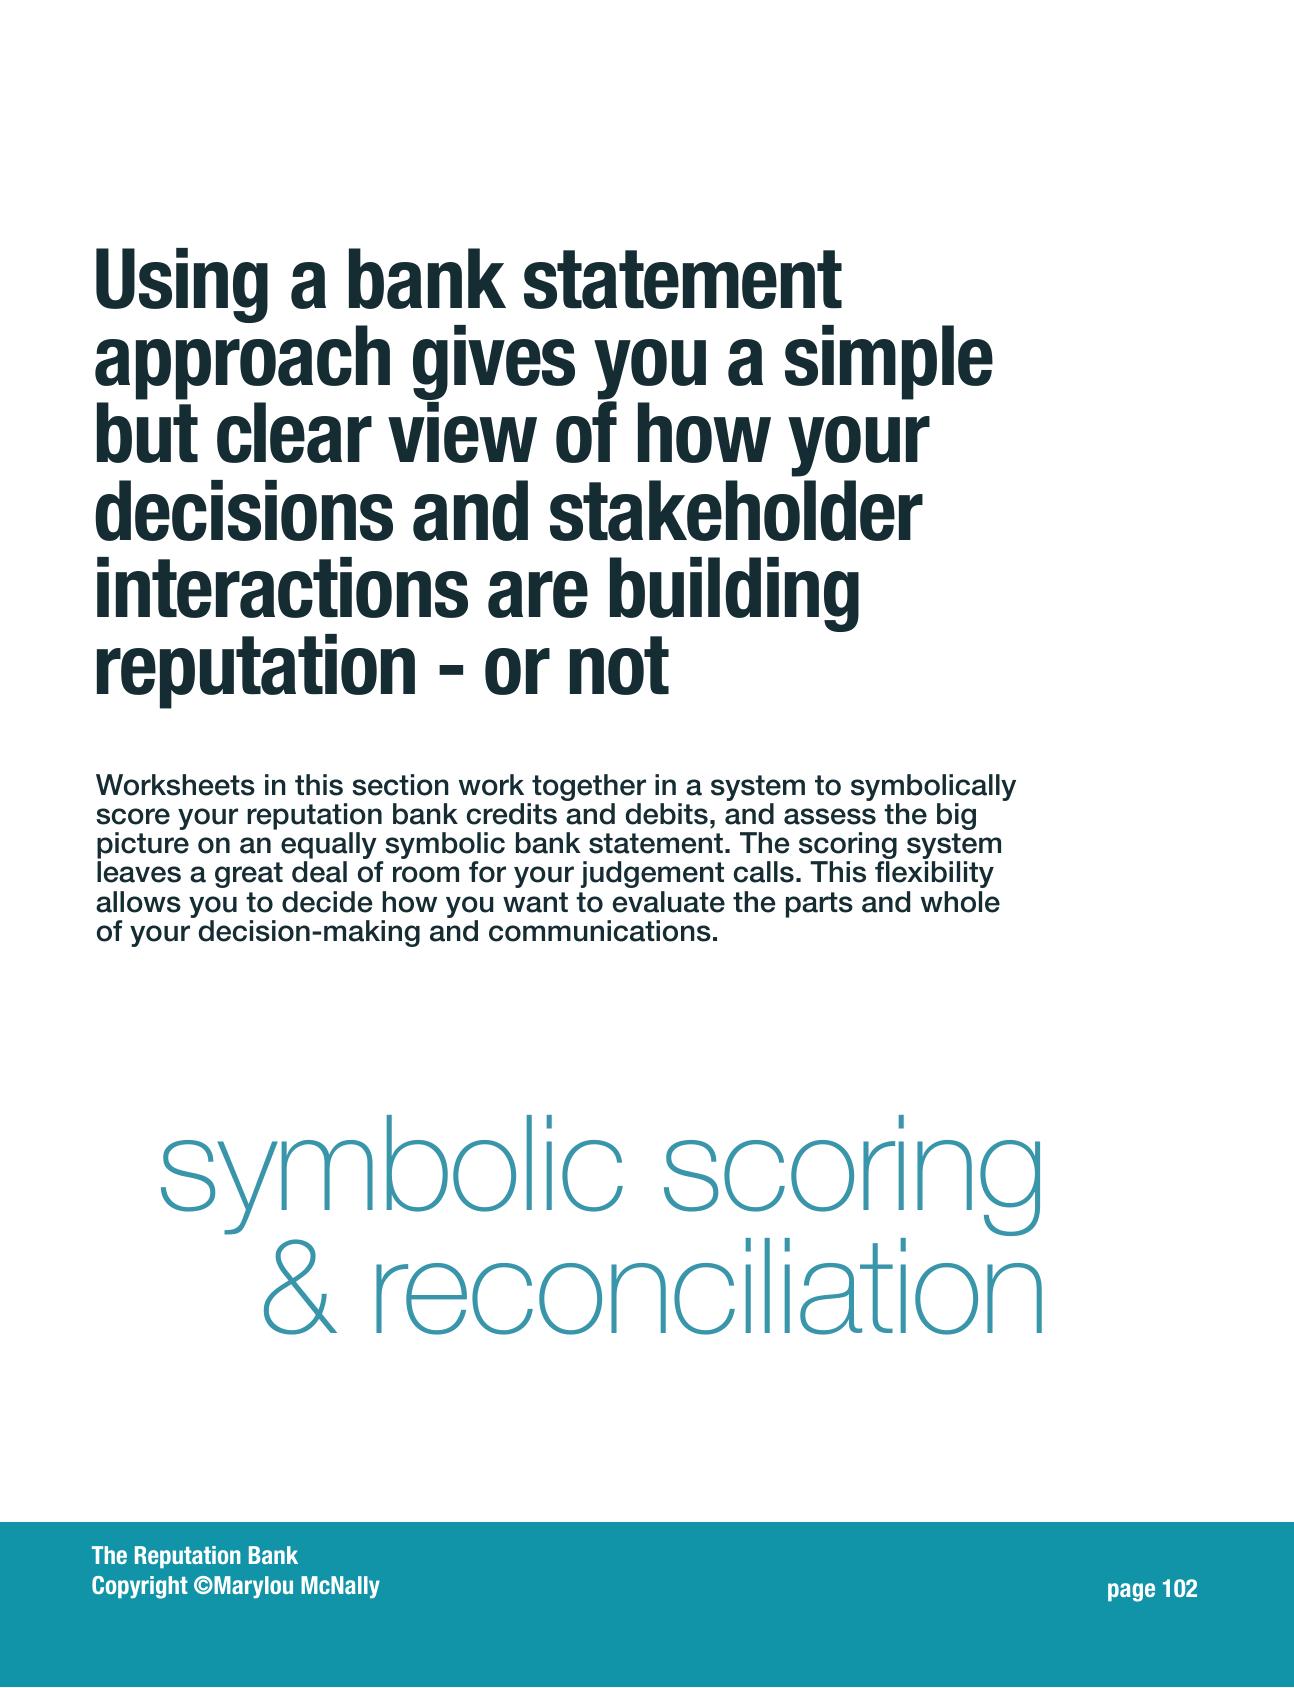 Using a bank statement
approach gives you a simple
but clear view of how your
decisions and stakeholder
interactions are building
reputation - or not
Worksheets in this section work together in a system to symbolically
score your reputation bank credits and debits, and assess the big
picture on an equally symbolic bank statement. The scoring system
leaves a great deal of room for your judgement calls. This flexibility
allows you to decide how you want to evaluate the parts and whole
of your decision-making and communications.
symbolic scoring
& reconciliation
The Reputation Bank
Copyright ©Marylou McNally
page 102